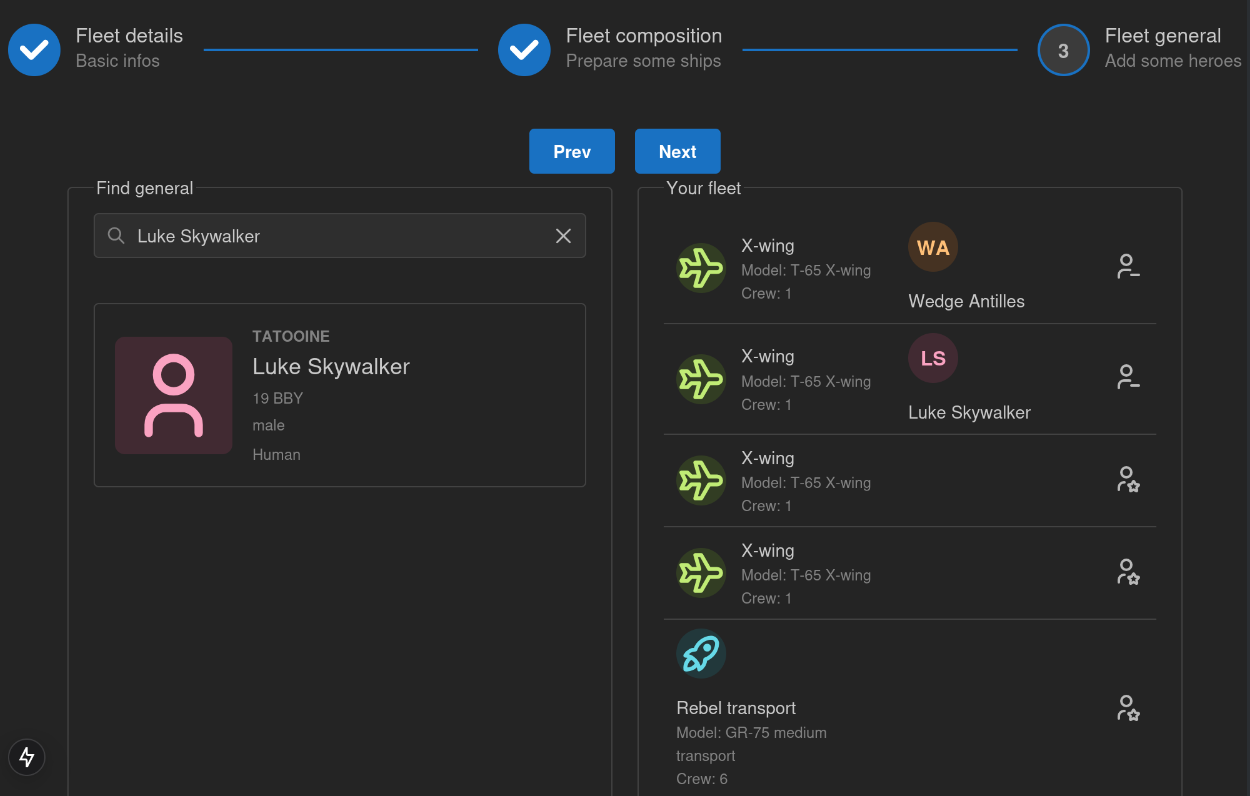 Fleet details
Basic infos
Fleet composition
Prepare some ships
3
Fleet general
Add some heroes
Prev
Next
Find general
Luke Skywalker
TATOOINE
Luke Skywalker
19 BBY
male
Human
Your fleet
X-wing
Model: T-65 X-wing
Crew: 1
WA
Wedge Antilles
X-wing
Model: T-65 X-wing
Crew: 1
LS
Luke Skywalker
X-wing
Model: T-65 X-wing
Crew: 1
X-wing
Model: T-65 X-wing
Crew: 1
Rebel transport
Model: GR-75 medium
transport
Crew: 6